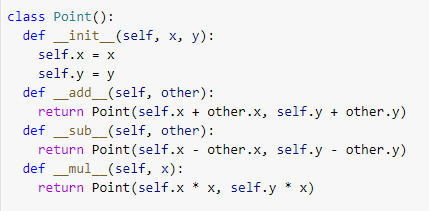 class Point():
  def __init__(self, x, y):
    self.x = x
    self.y = y
  def __add__(self, other):
    return Point(self.x + other.x, self.y + other.y)
  def __sub__(self, other):
    return Point(self.x - other.x, self.y - other.y)
  def __mul__(self, x):
    return Point(self.x * x, self.y * x)